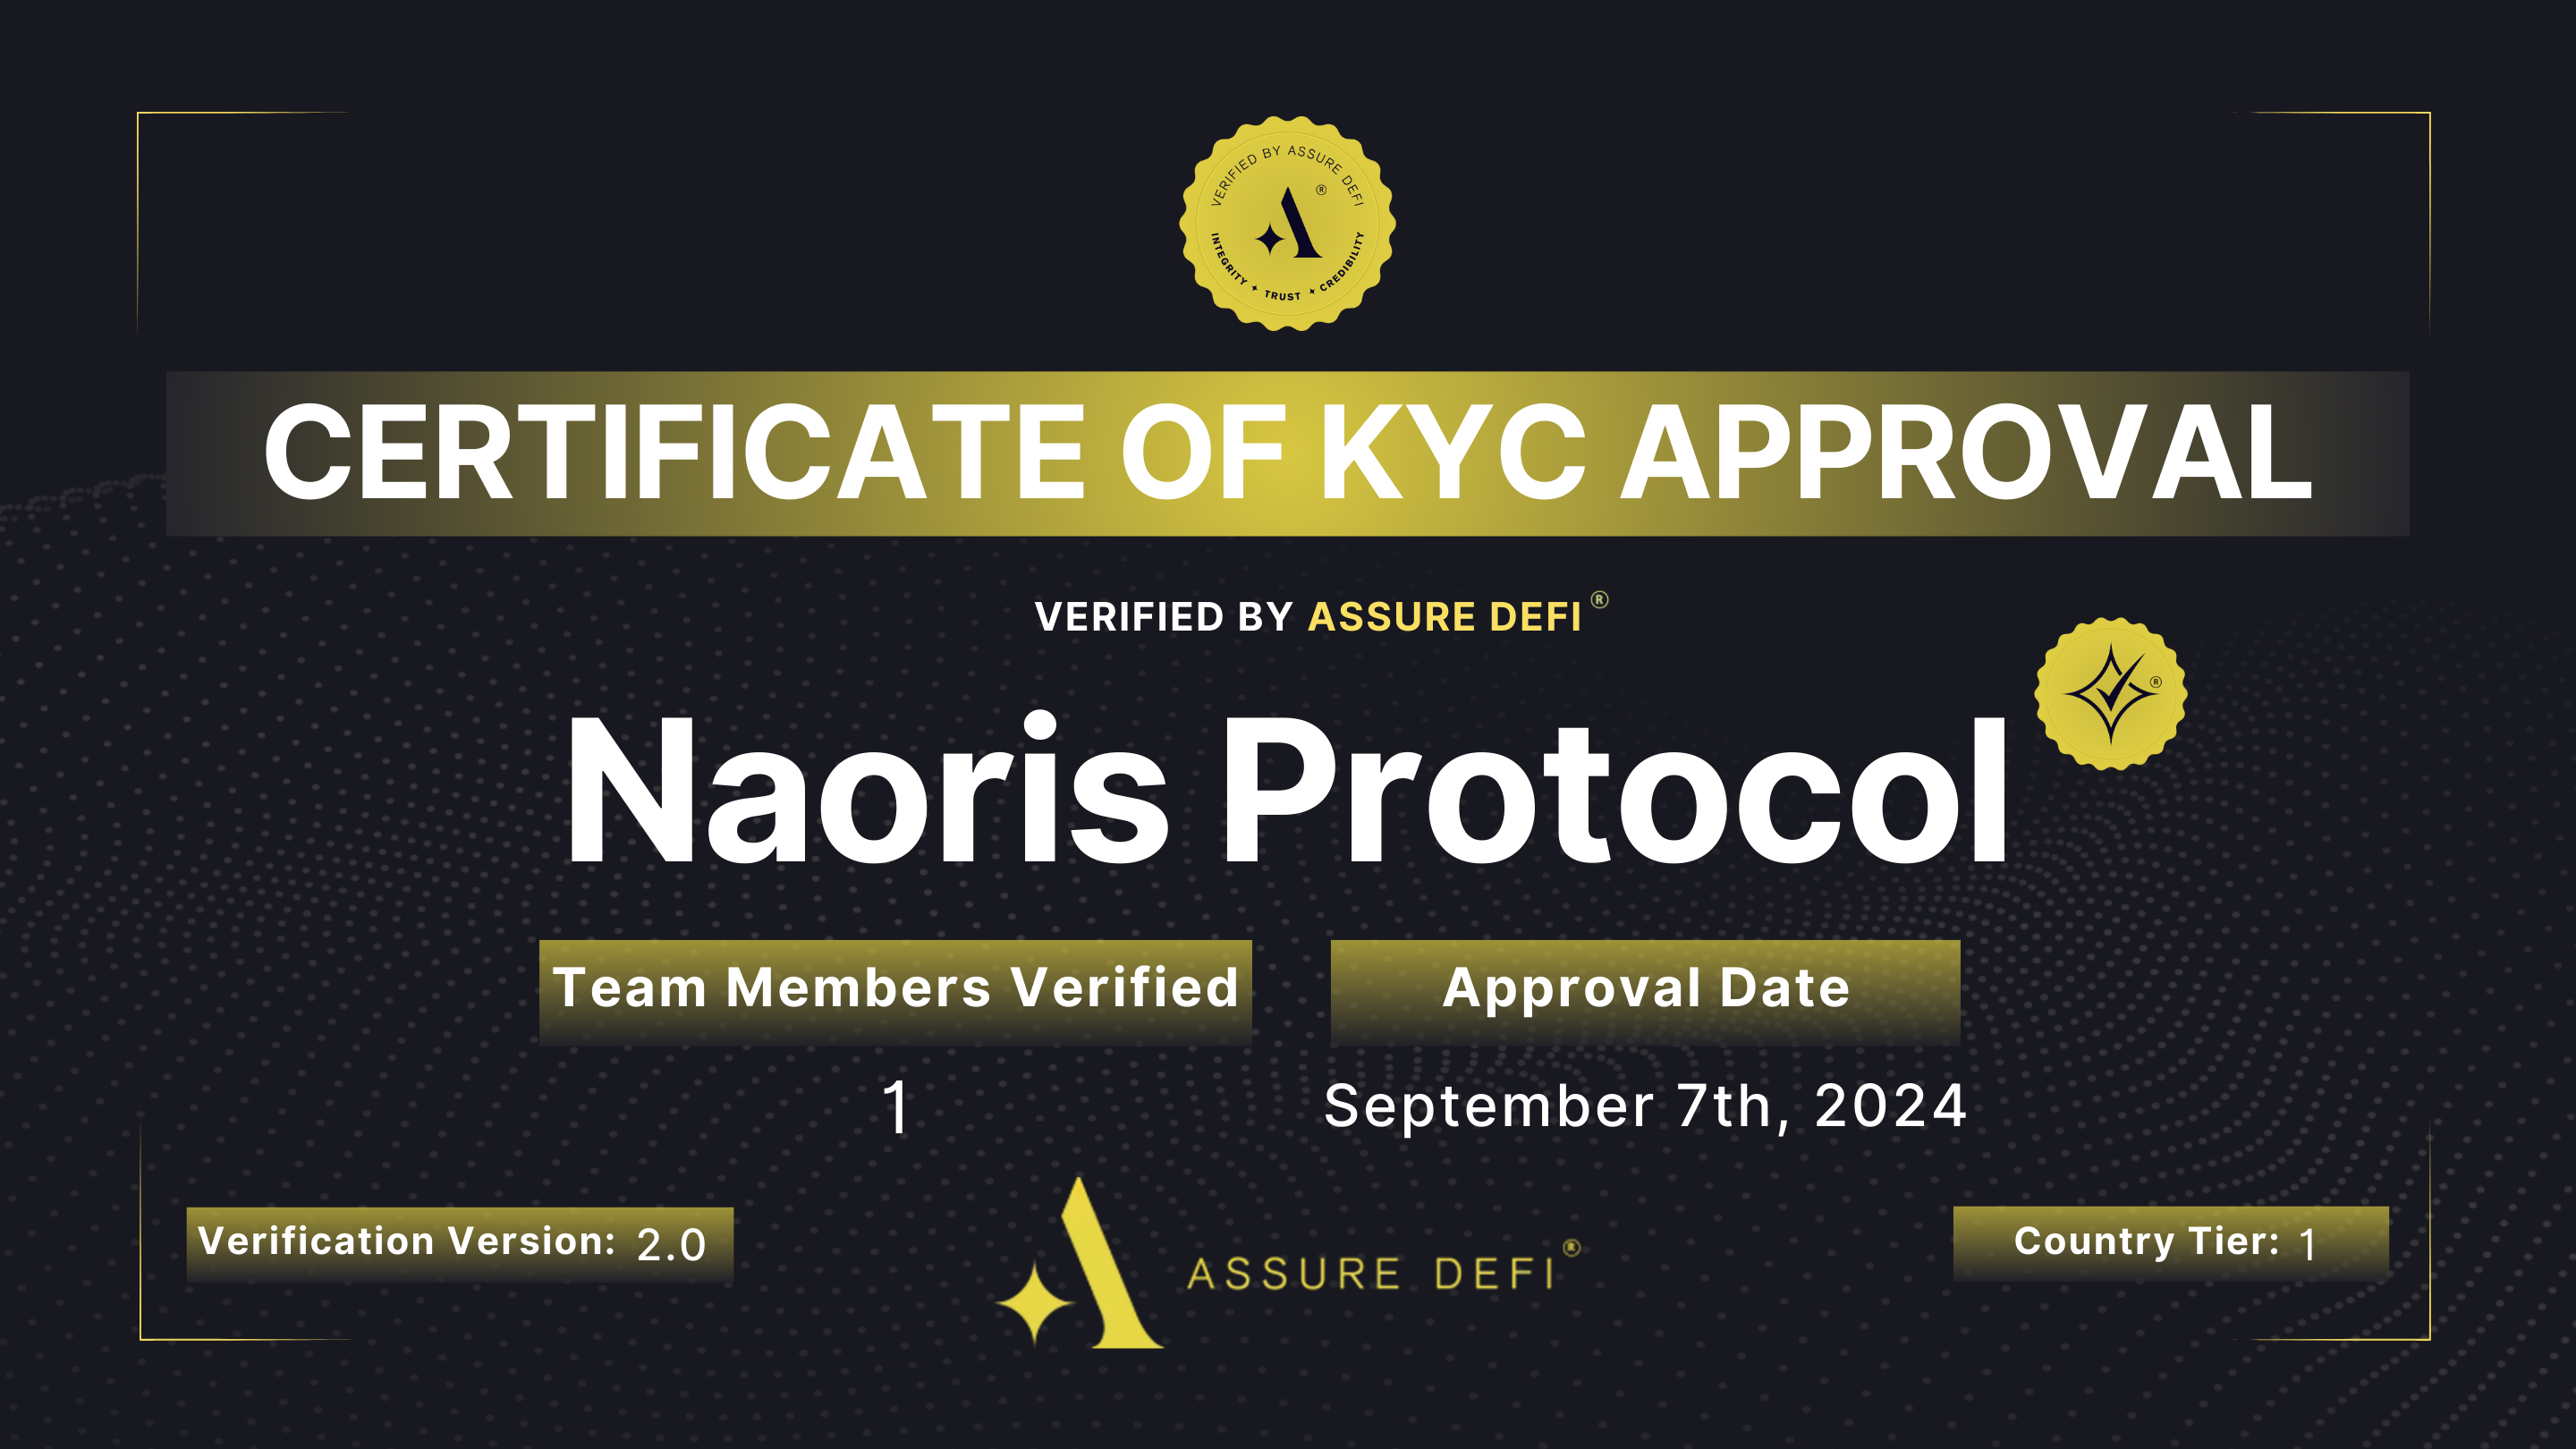 VERIFIED BY ASSURE DEFI
A ®
INTEGRITY ✦ TRUST ✦ CREDIBILITY
CERTIFICATE OF KYC APPROVAL
VERIFIED BY ASSURE DEFI ®
®
Naoris Protocol
Team Members Verified
1
Approval Date
September 7th, 2024
Verification Version: 2.0
A ASSURE DEFI ®
Country Tier: 1